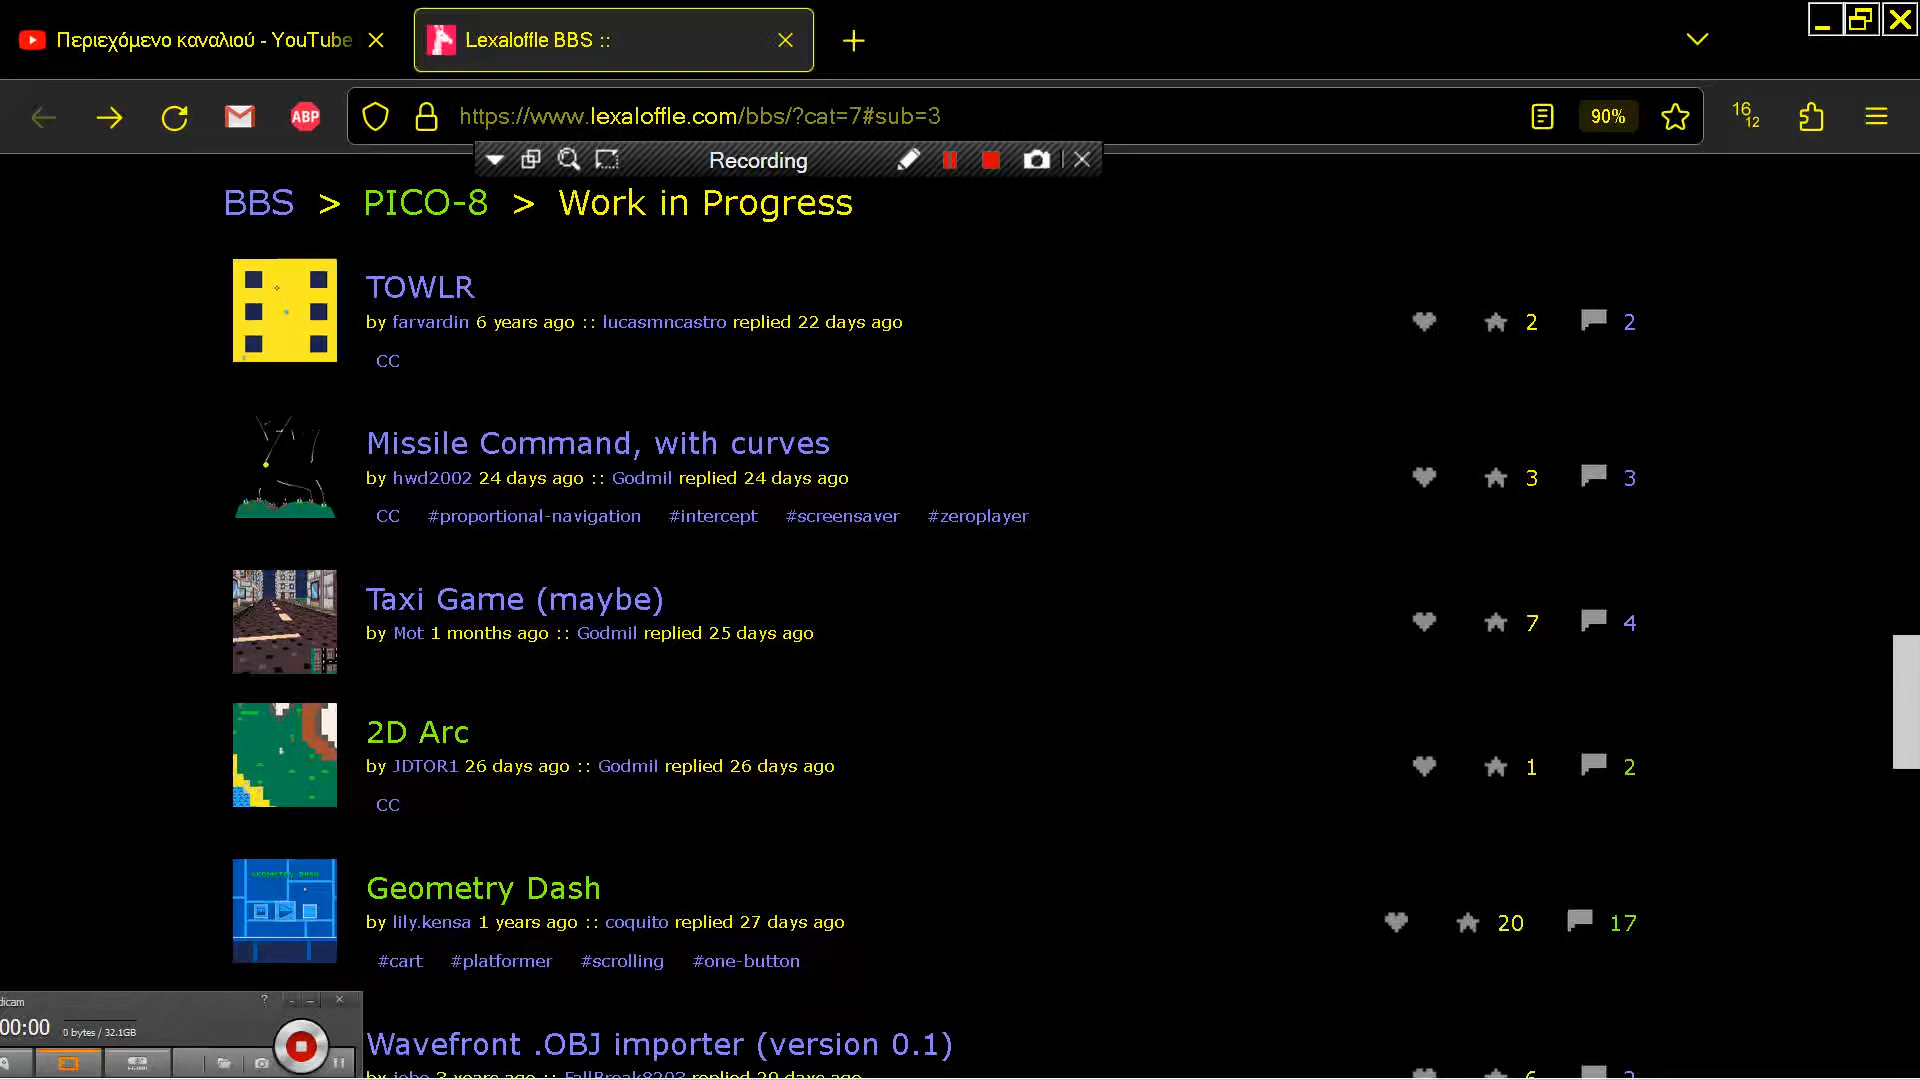 Περιεχόμενο καναλιού - YouTube
Lexaloffle BBS ::
ABP
https://www.lexaloffle.com/bbs/?cat=7#sub=3
90%
16
12
Recording
BBS > PICO-8 > Work in Progress
TOWLR
by farvardin 6 years ago :: lucasmncastro replied 22 days ago
2 2
CC
Missile Command, with curves
by hwd2002 24 days ago :: Godmil replied 24 days ago
3 3
CC #proportional-navigation #intercept #screensaver #zeroplayer
Taxi Game (maybe)
by Mot 1 months ago :: Godmil replied 25 days ago
7 4
2D Arc
by JDTOR1 26 days ago :: Godmil replied 26 days ago
1 2
CC
GEOMETRY DASH
Geometry Dash
by lily.kensa 1 years ago :: coquito replied 27 days ago
20 17
#cart #platformer #scrolling #one-button
dicam
00:00
0 bytes / 32.1GB
Wavefront .OBJ importer (version 0.1)